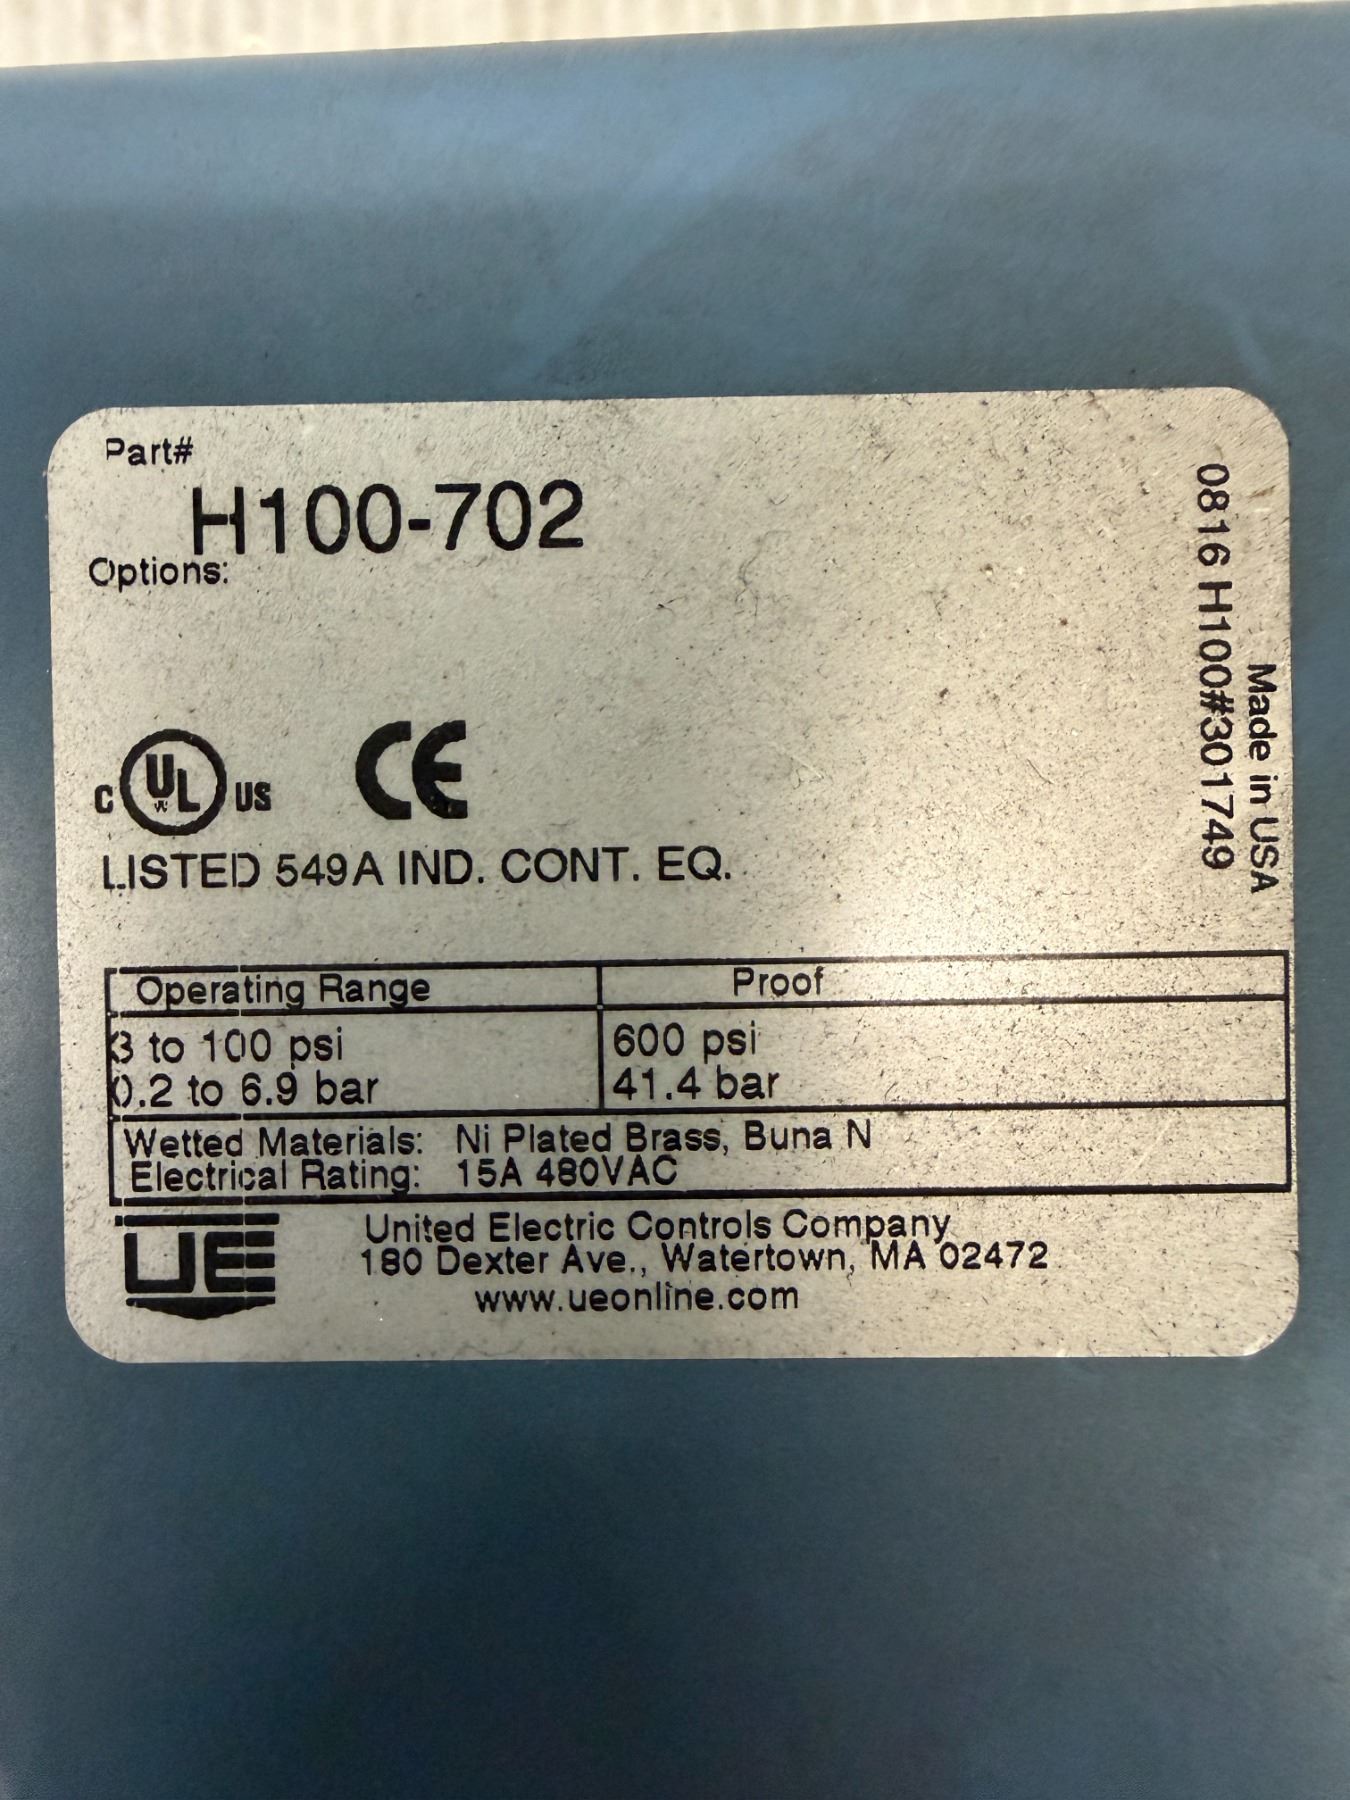 Part#
H100-702
Options:
C UL US CE
LISTED 549A IND. CONT. EQ.
0816 H100#301749
Made in USA
Operating Range Proof
3 to 100 psi 600 psi
0.2 to 6.9 bar 41.4 bar
Wetted Materials: Ni Plated Brass, Buna N
Electrical Rating: 15A 480VAC
UE
United Electric Controls Company
180 Dexter Ave., Watertown, MA 02472
www.ueonline.com